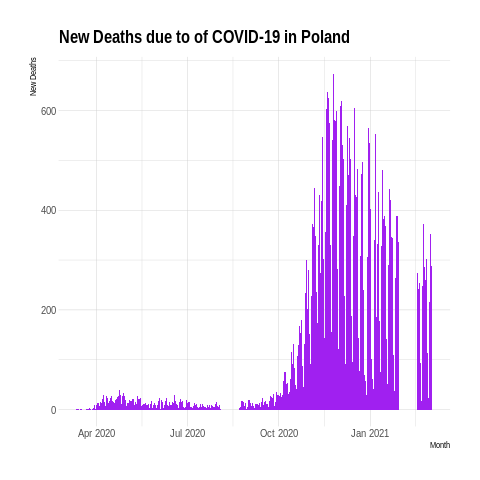 New Deaths due to of COVID-19 in Poland
New Deaths
600
400
200
0
Apr 2020 Jul 2020 Oct 2020 Jan 2021
Month